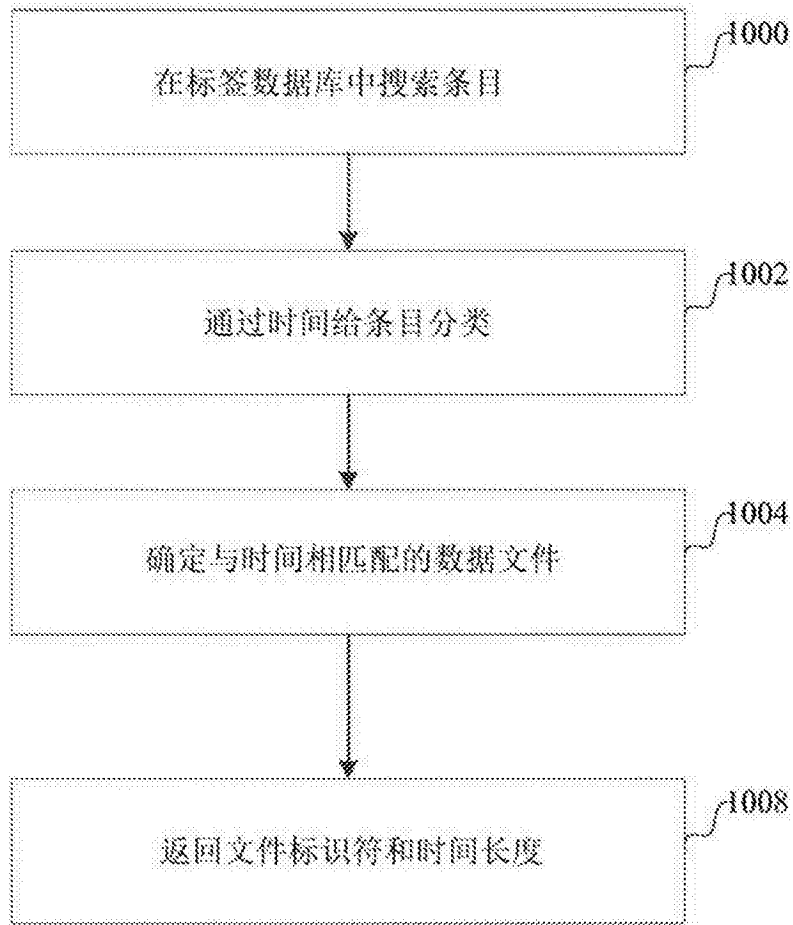 1000
在标签数据库中搜索条目
1002
通过时间给条目分类
1004
确定与时间相匹配的数据文件
1008
返回文件标识符和时间长度